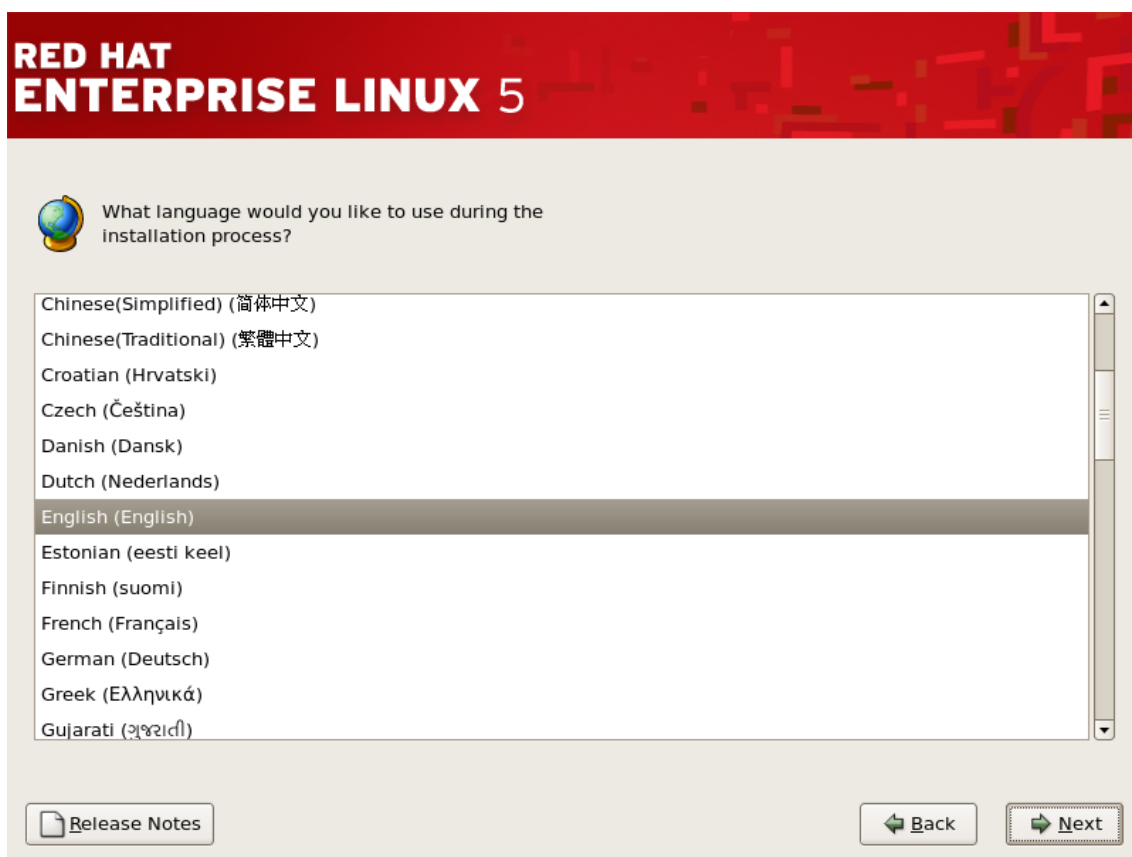 RED HAT
ENTERPRISE LINUX 5
What language would you like to use during the
installation process?
Chinese(Simplified) (简体中文)
Chinese(Traditional) (繁體中文)
Croatian (Hrvatski)
Czech (Čeština)
Danish (Dansk)
Dutch (Nederlands)
English (English)
Estonian (eesti keel)
Finnish (suomi)
French (Français)
German (Deutsch)
Greek (Ελληνικά)
Gujarati (ગુજરાતી)
Release Notes
Back
Next